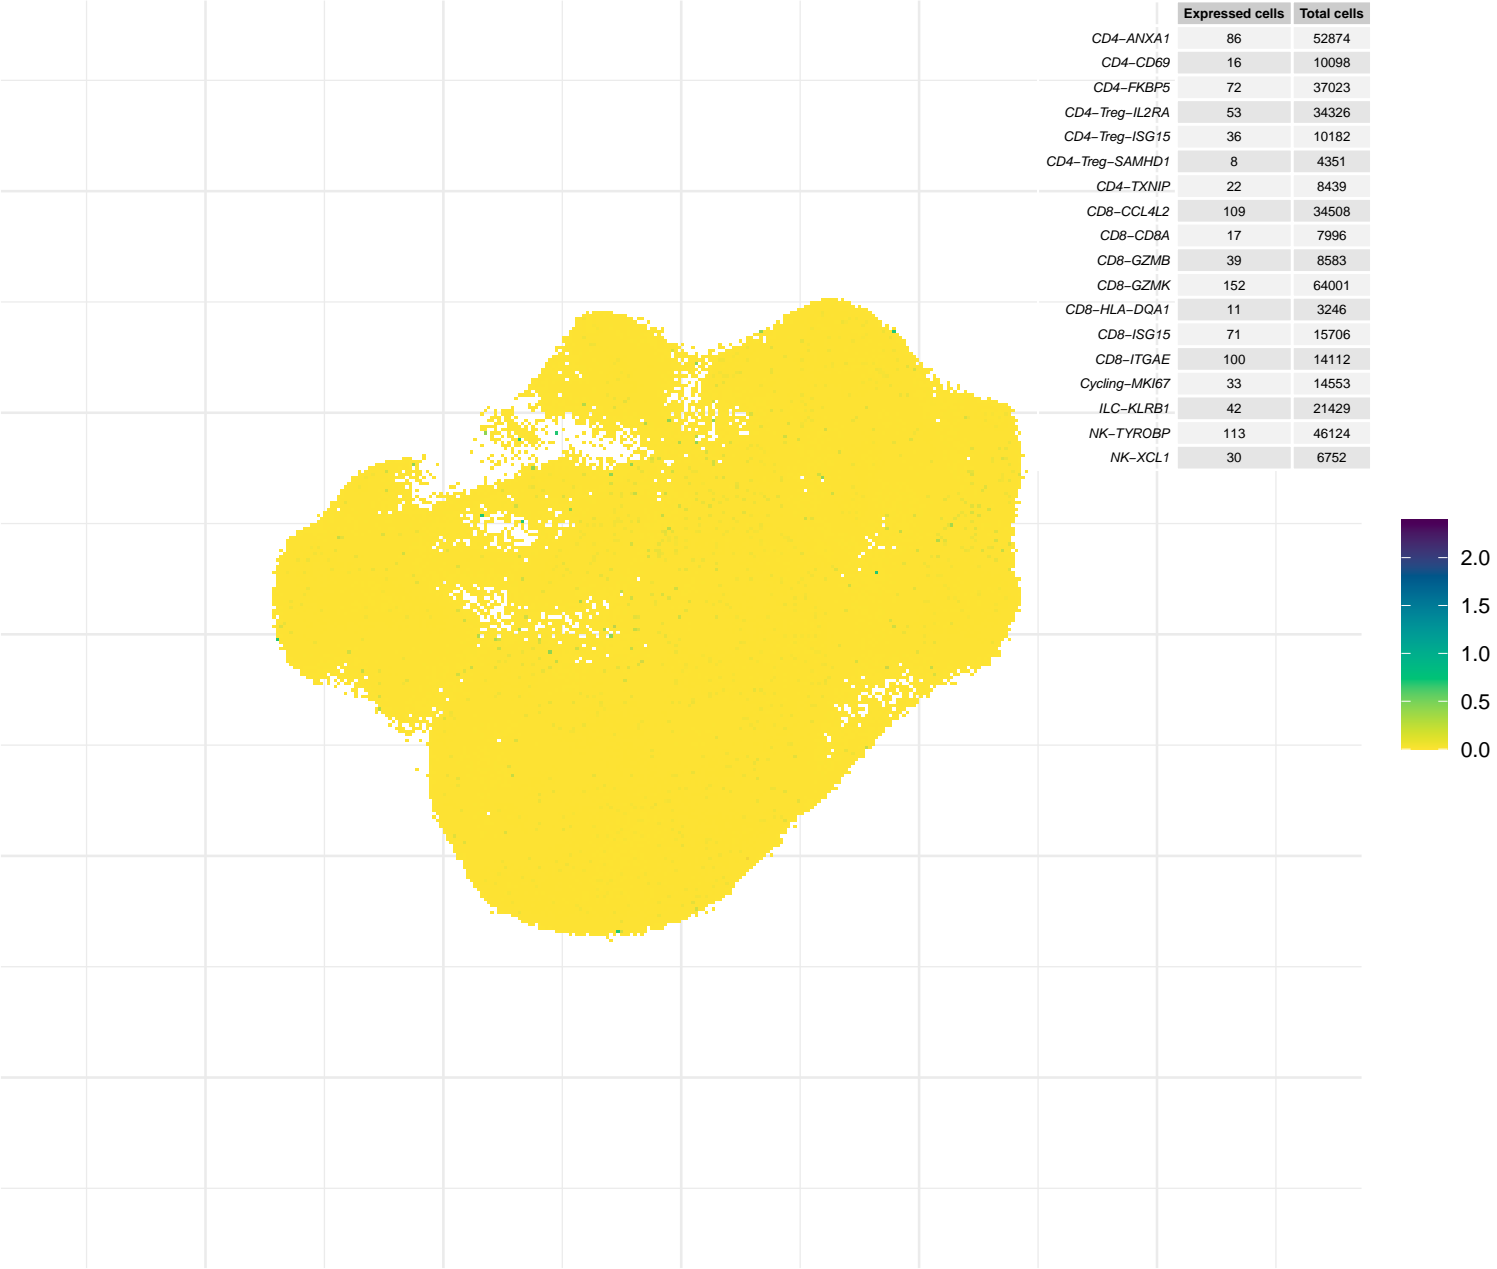 Expressed cells Total cells
CD4−ANXA1 86 52874
CD4−CD69 16 10098
CD4−FKBP5 72 37023
CD4−Treg−IL2RA 53 34326
CD4−Treg−ISG15 36 10182
CD4−Treg−SAMHD1 8 4351
CD4−TXNIP 22 8439
CD8−CCL4L2 109 34508
CD8−CD8A 17 7996
CD8−GZMB 39 8583
CD8−GZMK 152 64001
CD8−HLA−DQA1 11 3246
CD8−ISG15 71 15706
CD8−ITGAE 100 14112
Cycling−MKI67 33 14553
ILC−KLRB1 42 21429
NK−TYROBP 113 46124
NK−XCL1 30 6752
2.0
1.5
1.0
0.5
0.0